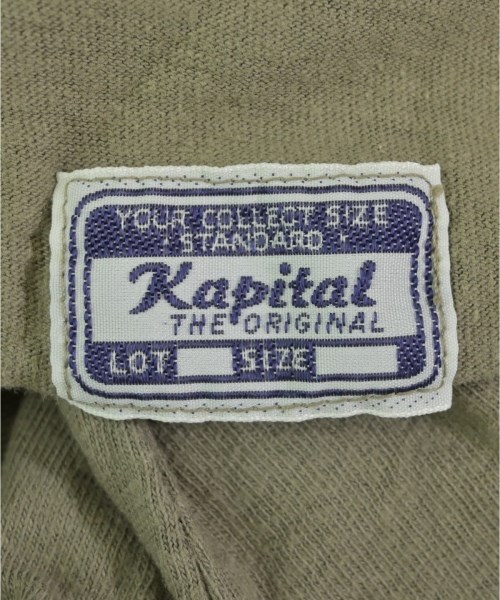 YOUR COLLECT SIZE
· STANDARD ·
Kapital
THE ORIGINAL
LOT SIZE